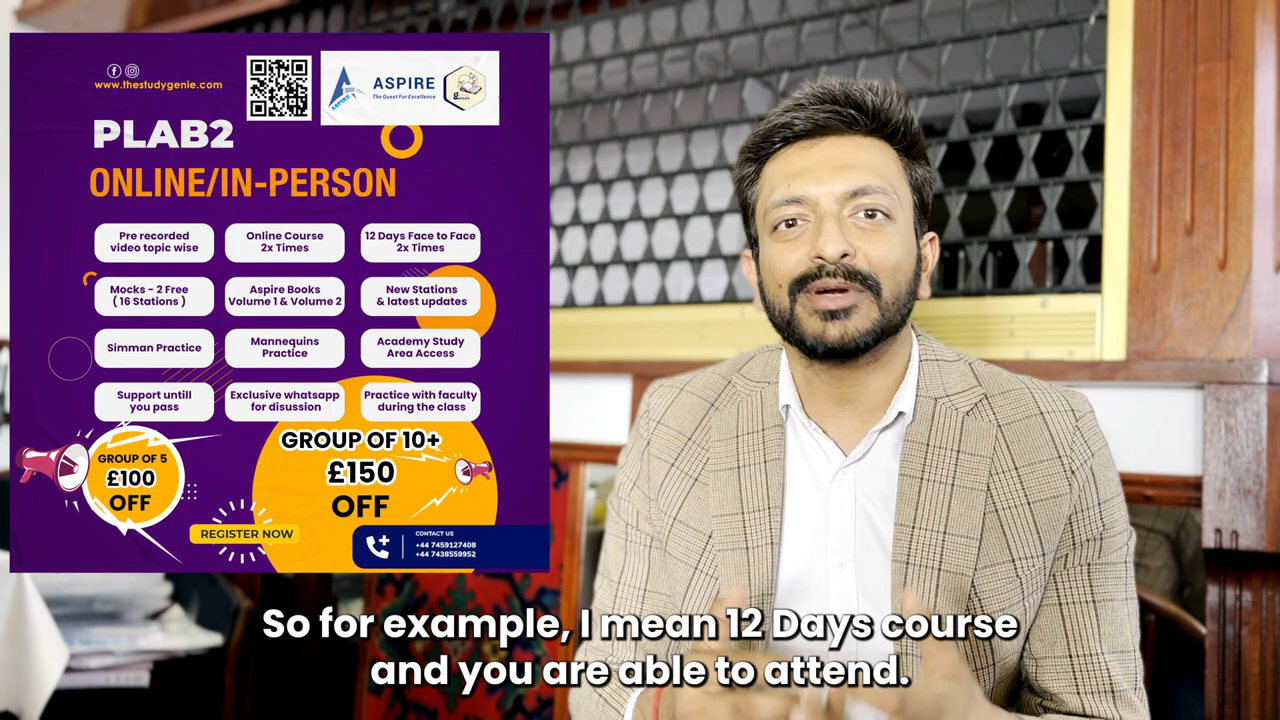 www.thestudygenie.com
ASPIRE
The Quest For Excellence
ASPIRE
PLAB2
ONLINE/IN-PERSON
Pre recorded
video topic wise
Online Course
2x Times
12 Days Face to Face
2x Times
Mocks - 2 Free
( 16 Stations )
Aspire Books
Volume 1 & Volume 2
New Stations
& latest updates
Simman Practice
Mannequins
Practice
Academy Study
Area Access
Support untill
you pass
Exclusive whatsapp
for disussion
Practice with faculty
during the class
GROUP OF 5
£100
OFF
GROUP OF 10+
£150
OFF
REGISTER NOW
CONTACT US
+44 7459127408
+44 7438559952
So for example, I mean 12 Days course
and you are able to attend.